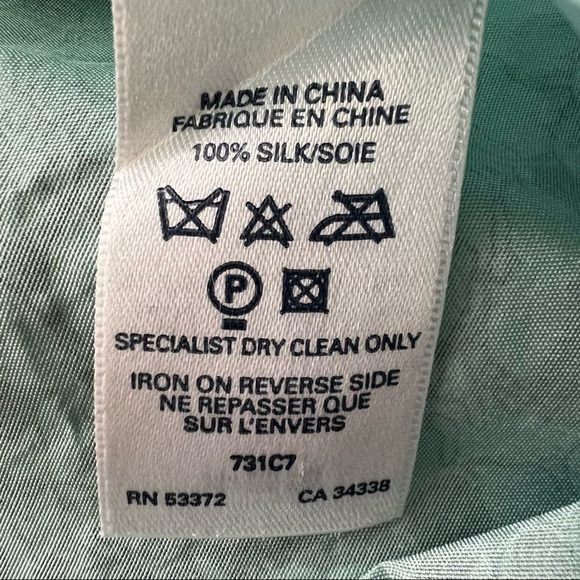 MADE IN CHINA
FABRIQUE EN CHINE
100% SILK/SOIE
P
SPECIALIST DRY CLEAN ONLY
IRON ON REVERSE SIDE
NE REPASSER QUE
SUR L'ENVERS
731C7
RN 53372 CA 34338